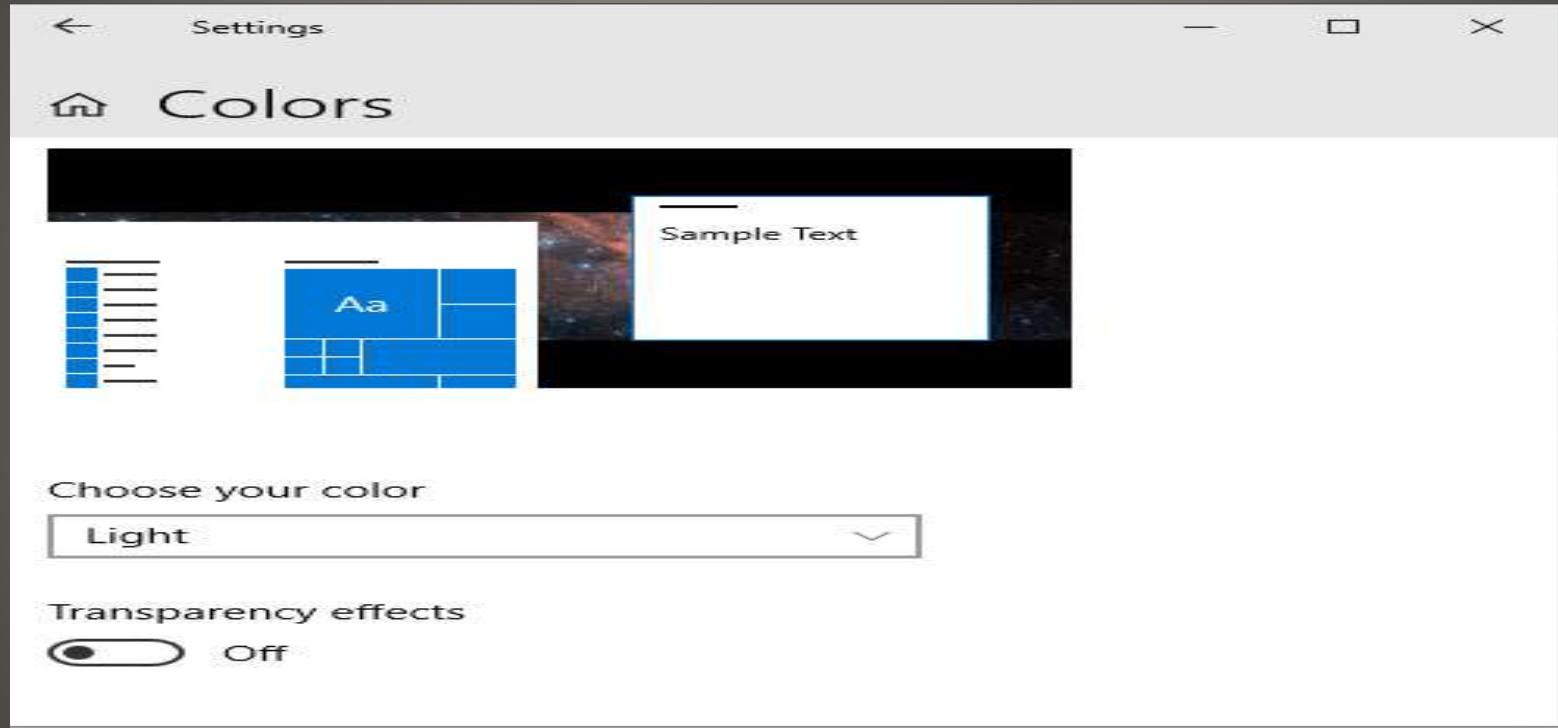 Settings
Colors
Sample Text
Aa
Choose your color
Light
Transparency effects
Off